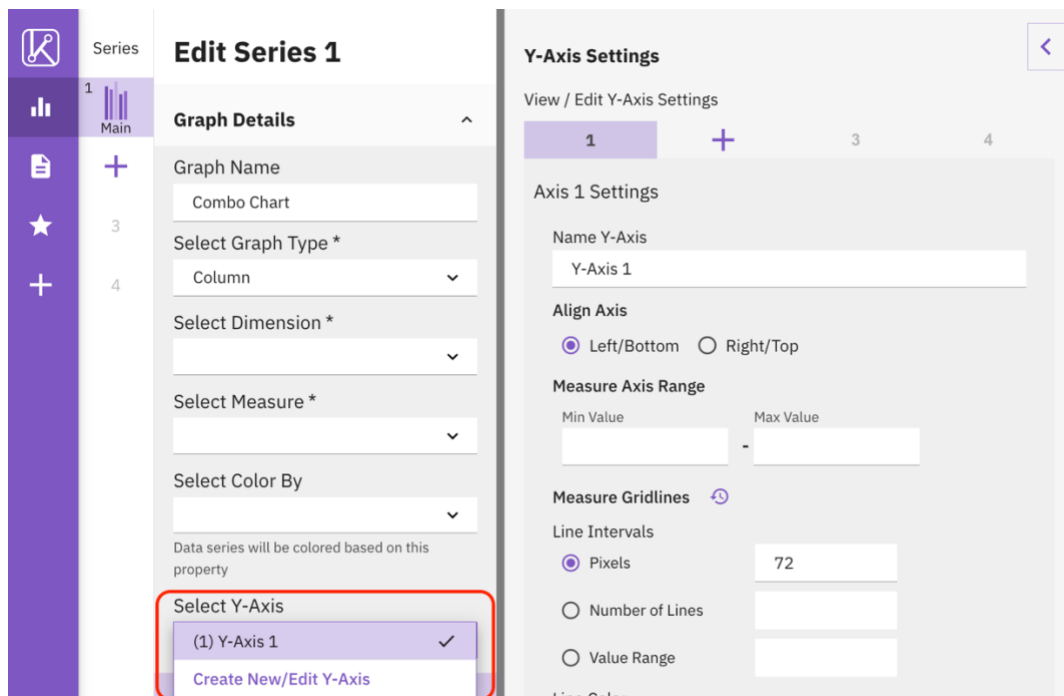 Series
1
Main
3
4
Edit Series 1
Graph Details
Graph Name
Combo Chart
Select Graph Type *
Column
Select Dimension *
Select Measure *
Select Color By
Data series will be colored based on this
property
Select Y-Axis
(1) Y-Axis 1
Create New/Edit Y-Axis
Y-Axis Settings
View / Edit Y-Axis Settings
1
3
4
Axis 1 Settings
Name Y-Axis
Y-Axis 1
Align Axis
Left/Bottom Right/Top
Measure Axis Range
Min Value Max Value
-
Measure Gridlines
Line Intervals
Pixels 72
Number of Lines
Value Range